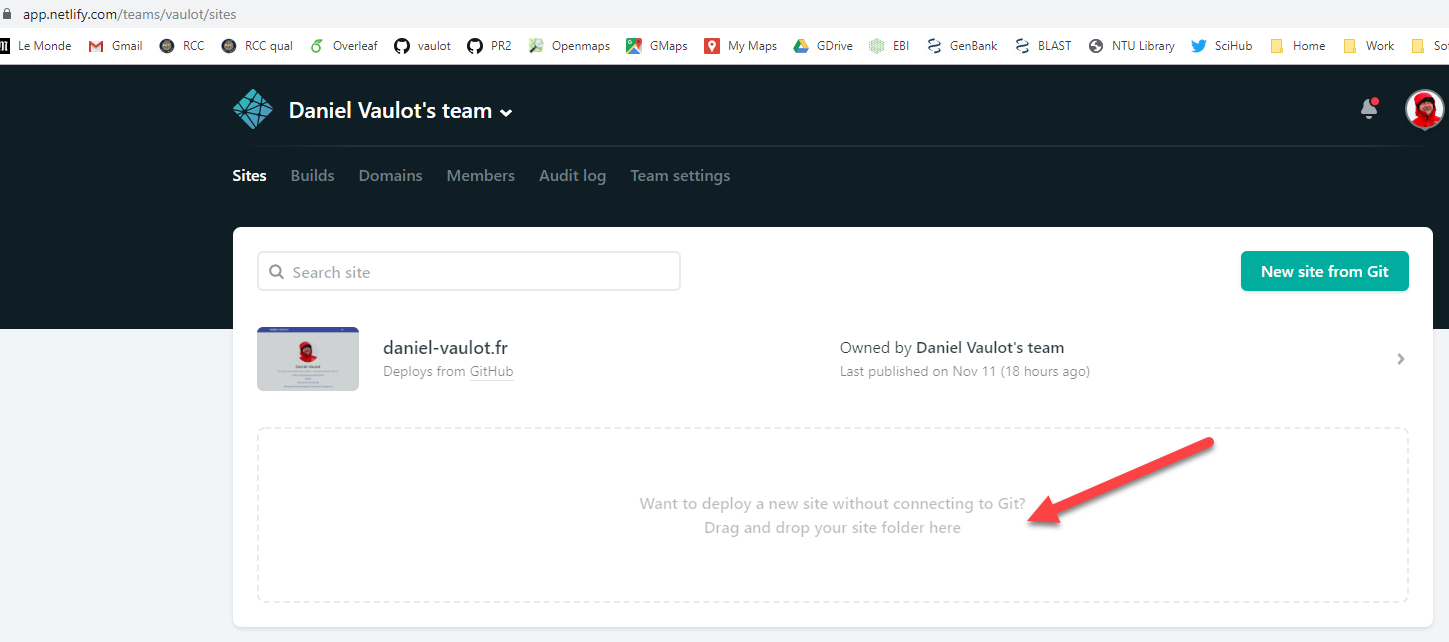 app.netlify.com/teams/vaulot/sites
Le Monde Gmail RCC RCC qual Overleaf vaulot PR2 Openmaps GMaps My Maps GDrive EBI GenBank BLAST NTU Library SciHub Home Work
Daniel Vaulot's team
Sites Builds Domains Members Audit log Team settings
Search site
New site from Git
daniel-vaulot.fr
Owned by Daniel Vaulot's team
Deploys from GitHub
Last published on Nov 11 (18 hours ago)
Want to deploy a new site without connecting to Git?
Drag and drop your site folder here